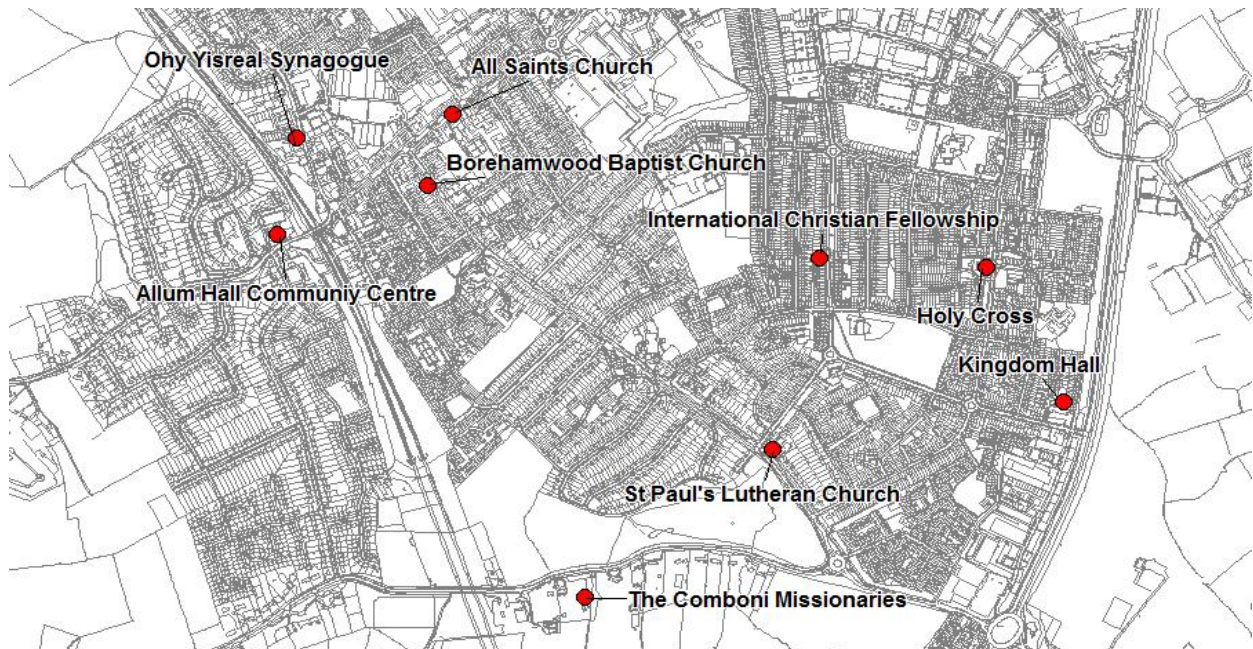 Ohy Yisreal Synagogue
All Saints Church
Borehamwood Baptist Church
International Christian Fellowship
Allum Hall Communiy Centre
Holy Cross
Kingdom Hall
St Paul's Lutheran Church
The Comboni Missionaries